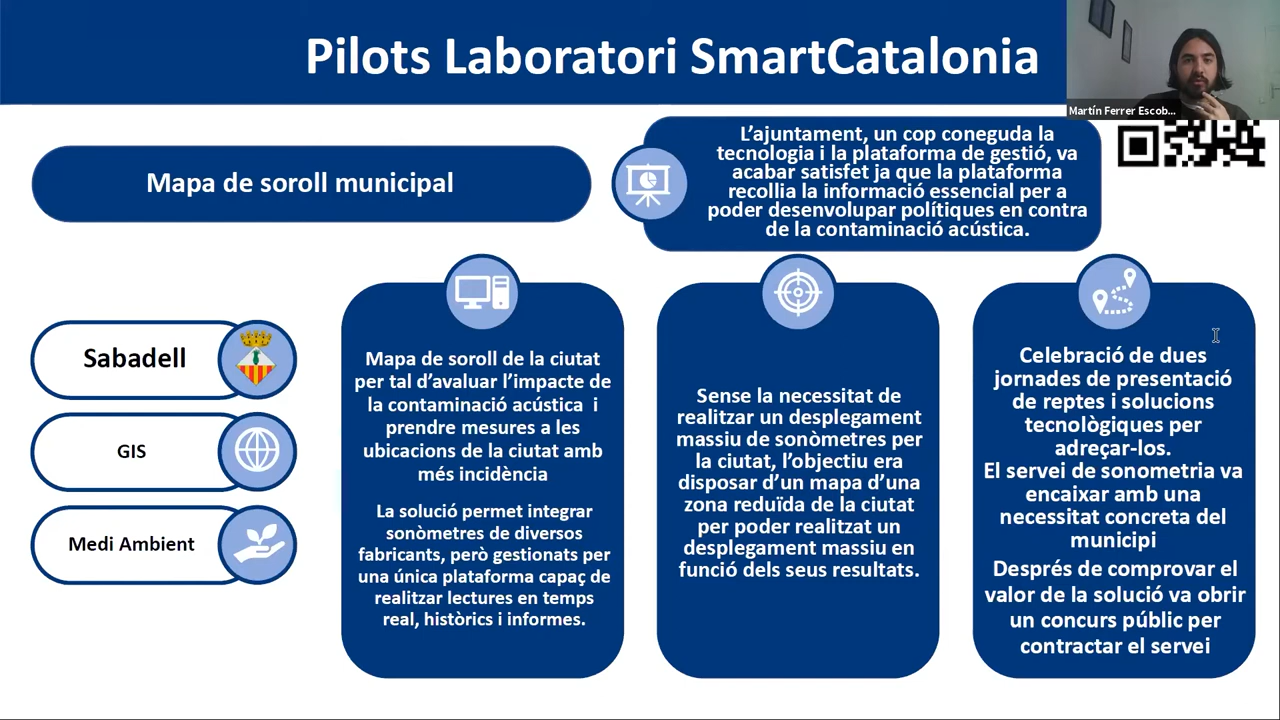 Pilots Laboratori SmartCatalonia
Martín Ferrer Escob...
Mapa de soroll municipal
L'ajuntament, un cop coneguda la
tecnologia i la plataforma de gestió, va
acabar satisfet ja que la plataforma
recollia la informació essencial per a
poder desenvolupar polítiques en contra
de la contaminació acústica.
Sabadell
GIS
Medi Ambient
Mapa de soroll de la ciutat
per tal d'avaluar l'impacte de
la contaminació acústica i
prendre mesures a les
ubicacions de la ciutat amb
més incidència
La solució permet integrar
sonòmetres de diversos
fabricants, però gestionats per
una única plataforma capaç de
realitzar lectures en temps
real, històrics i informes.
Sense la necessitat de
realitzar un desplegament
massiu de sonòmetres per
la ciutat, l'objectiu era
disposar d'un mapa d'una
zona reduïda de la ciutat
per poder realitzat un
desplegament massiu en
funció dels seus resultats.
Celebració de dues
jornades de presentació
de reptes i solucions
tecnològiques per
adreçar-los.
El servei de sonometria va
encaixar amb una
necessitat concreta del
municipi
Després de comprovar el
valor de la solució va obrir
un concurs públic per
contractar el servei